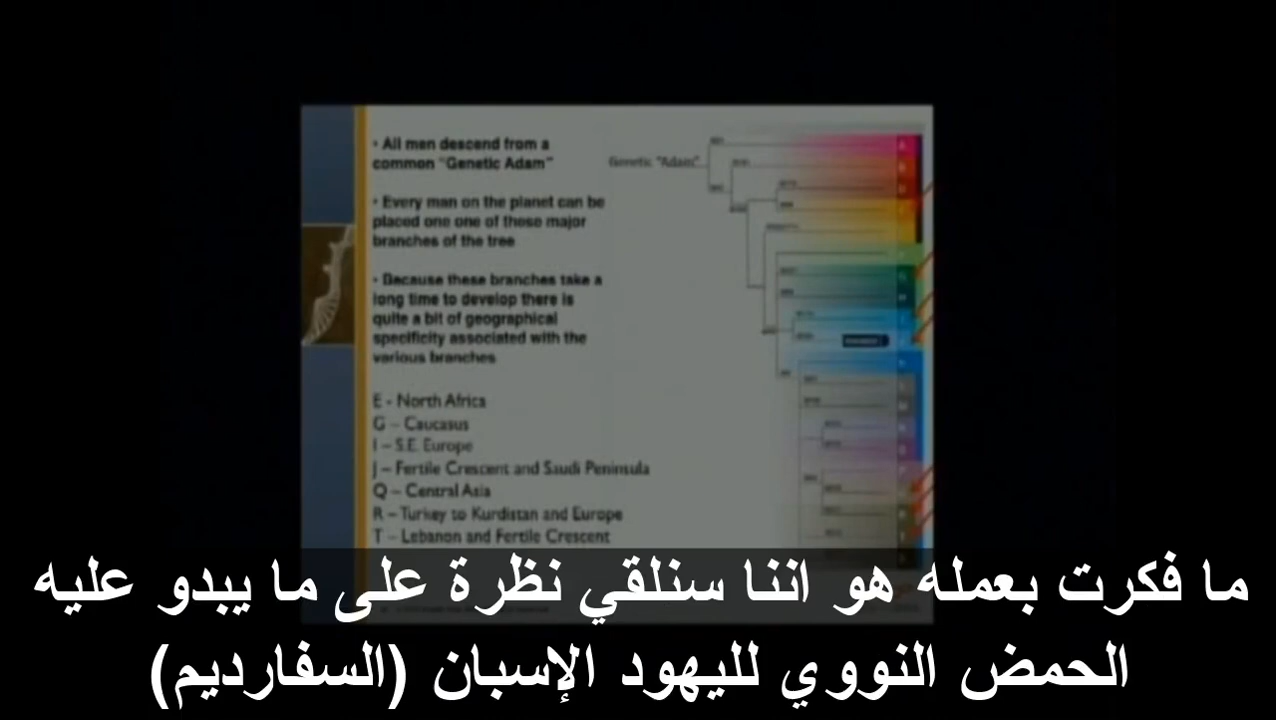 • All men descend from a
common "Genetic Adam"
Genetic "Adam"
• Every man on the planet can be
placed one one of these major
branches of the tree
• Because these branches take a
long time to develop there is
quite a bit of geographical
specificity associated with the
various branches
E - North Africa
G – Caucasus
I – S.E. Europe
J – Fertile Crescent and Saudi Peninsula
Q – Central Asia
R – Turkey to Kurdistan and Europe
T – Lebanon and Fertile Crescent
ما فكرت بعمله هو اننا سنلقي نظرة على ما يبدو عليه
الحمض النووي لليهود الإسبان (السفارديم)